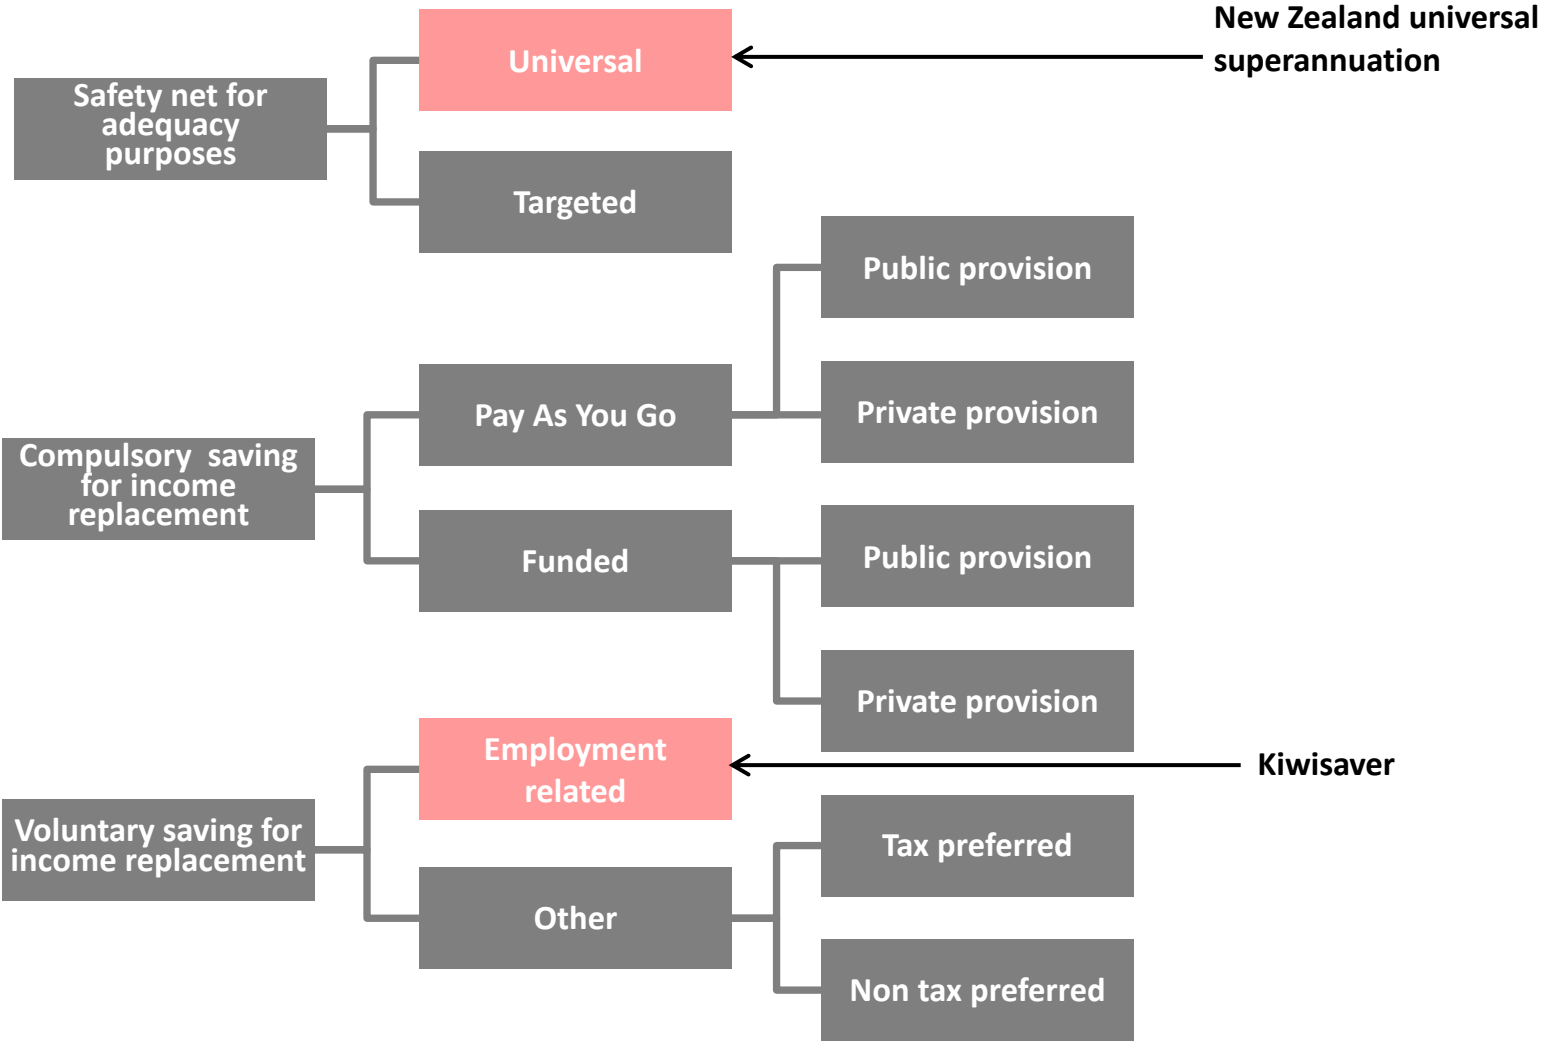 New Zealand universal
superannuation
Universal
Safety net for
adequacy
purposes
Targeted
Public provision
Pay As You Go
Private provision
Compulsory  saving
for income
replacement
Funded
Public provision
Private provision
Employment
related
Kiwisaver
Voluntary saving for
income replacement
Tax preferred
Other
Non tax preferred